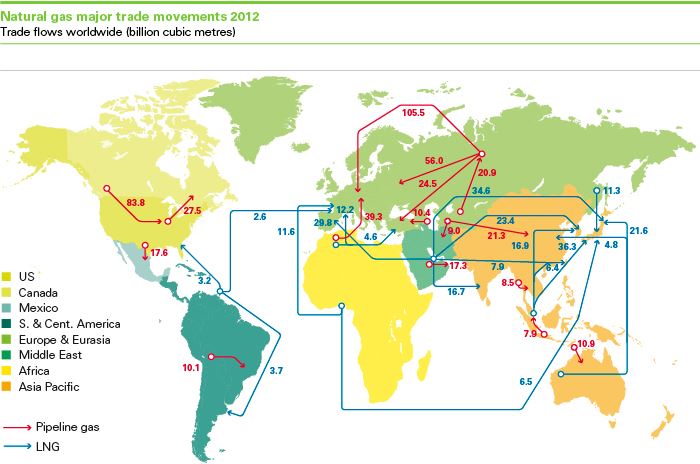 Natural gas major trade movements 2012
Trade flows worldwide (billion cubic metres)
105.5
56.0
20.9
24.5
34.6
11.3
83.8
27.5
2.6
12.2
29.8
39.3
10.4
23.4
11.6
4.6
9.0
21.3
16.9
36.3
4.8
21.6
17.6
17.3
7.9
6.4
3.2
16.7
8.5
7.9
10.9
10.1
3.7
6.5
US
Canada
Mexico
S. & Cent. America
Europe & Eurasia
Middle East
Africa
Asia Pacific
Pipeline gas
LNG